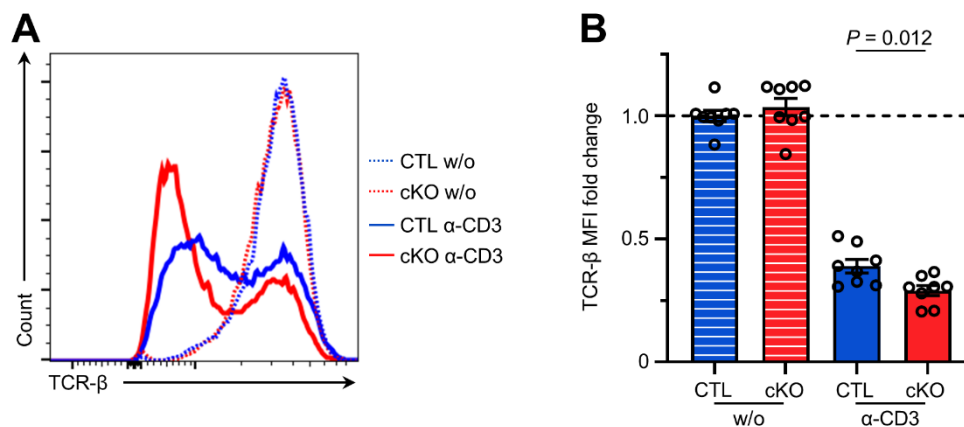 A
Count
TCR-β
CTL w/o
cKO w/o
CTL α-CD3
cKO α-CD3
B
P = 0.012
TCR-β MFI fold change
1.0
0.5
0
CTL cKO CTL cKO
w/o α-CD3